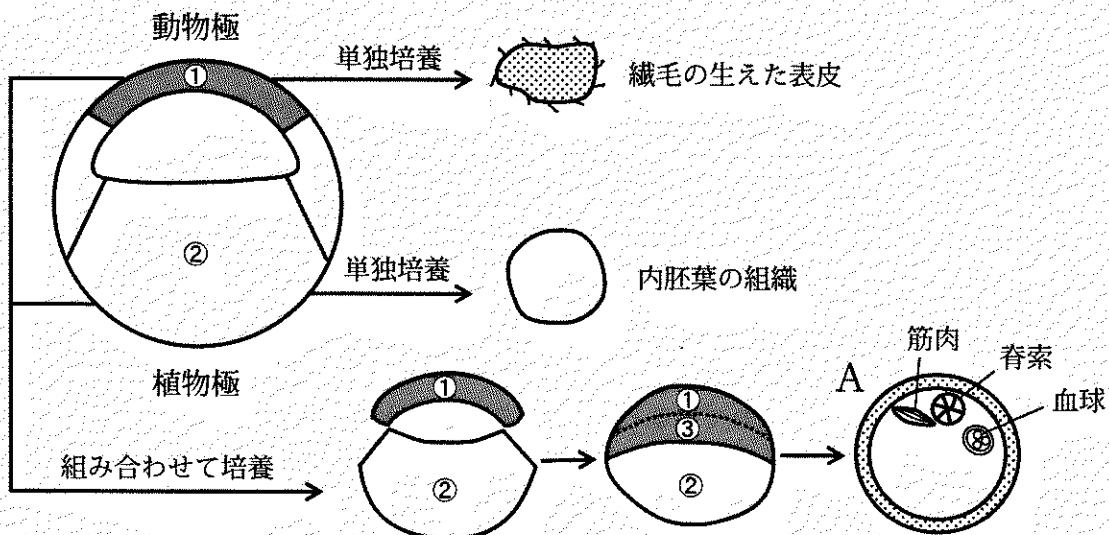 動物極
①
単独培養
繊毛の生えた表皮
②
単独培養
内胚葉の組織
植物極
組み合わせて培養
①
②
①
③
②
A
筋肉
脊索
血球